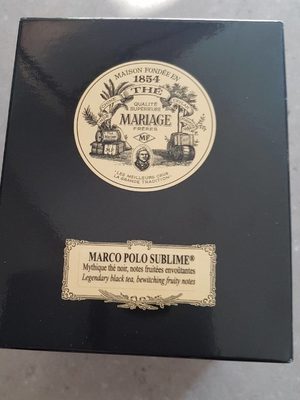 MAISON FONDÉE EN
1854
THÉ
QUALITÉ
SUPÉRIEURE
MARIAGE
FRÈRES
MF
"LES MEILLEURS CRUS
LA GRANDE TRADITION"
MARCO POLO SUBLIME®
Mythique thé noir, notes fruitées envoûtantes
Legendary black tea, bewitching fruity notes